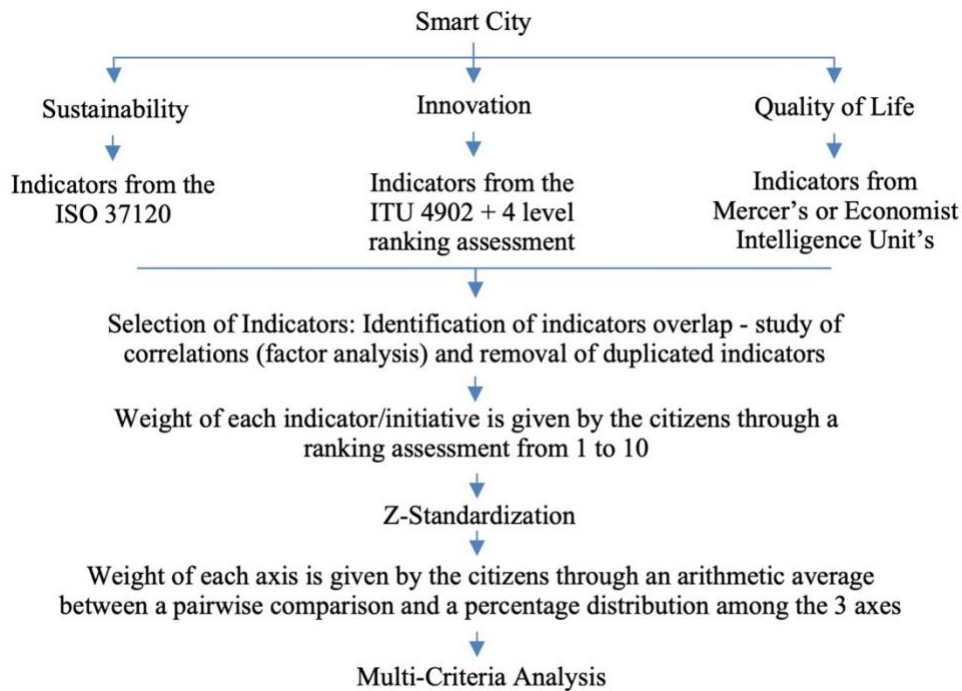 Smart City
Sustainability
Innovation
Quality of Life
Indicators from the
ISO 37120
Indicators from the
ITU 4902 + 4 level
ranking assessment
Indicators from
Mercer's or Economist
Intelligence Unit's
Selection of Indicators: Identification of indicators overlap - study of
correlations (factor analysis) and removal of duplicated indicators
Weight of each indicator/initiative is given by the citizens through a
ranking assessment from 1 to 10
Z-Standardization
Weight of each axis is given by the citizens through an arithmetic average
between a pairwise comparison and a percentage distribution among the 3 axes
Multi-Criteria Analysis